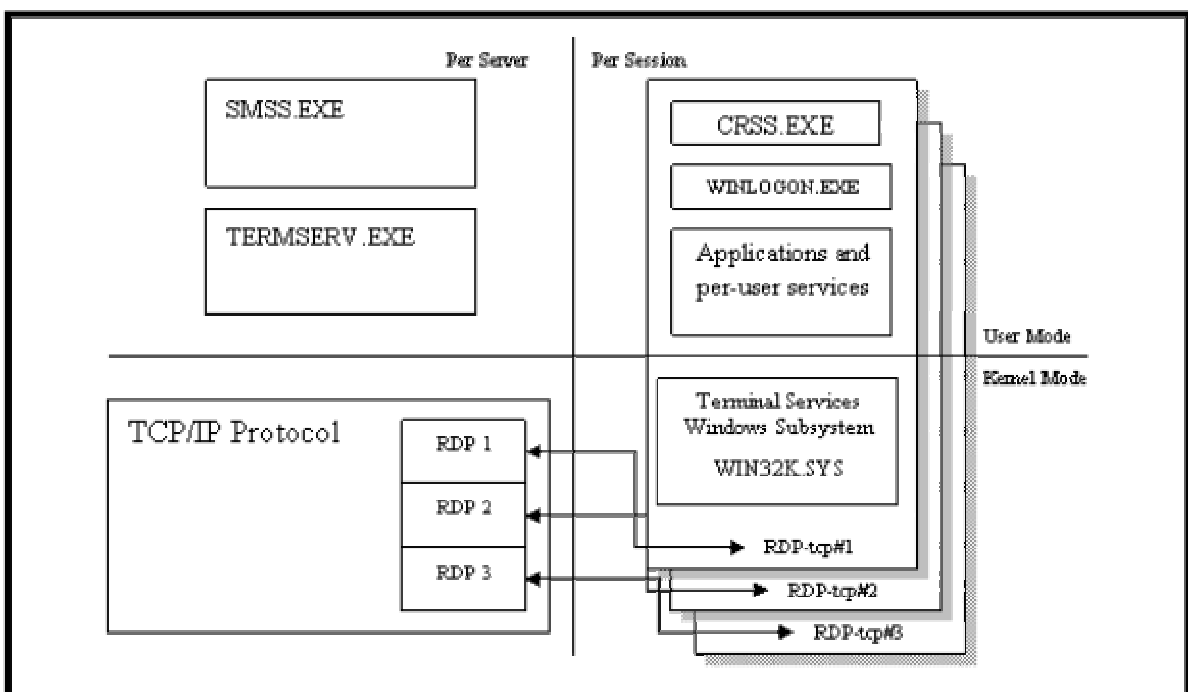 Per Server
Per Session
SMSS.EXE
TERMSERV.EXE
CRSS.EXE
WINLOGON.EXE
Applications and
per-user services
User Mode
Kernel Mode
TCP/IP Protocol
RDP 1
RDP 2
RDP 3
Terminal Services
Windows Subsystem
WIN32K.SYS
RDP-tcp#1
RDP-tcp#2
RDP-tcp#3